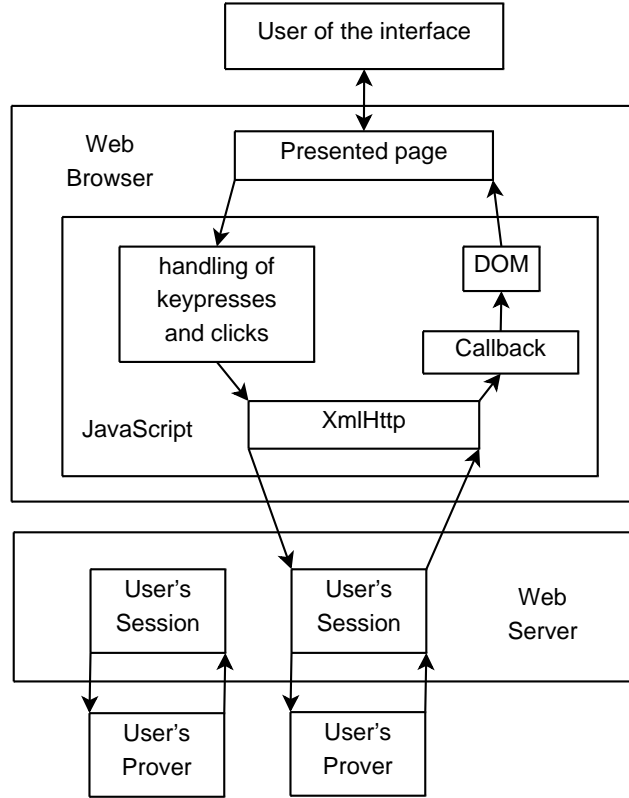 User of the interface
Web
Browser
Presented page
handling of
keypresses
and clicks
DOM
Callback
XmlHttp
JavaScript
User's
Session
User's
Session
Web
Server
User's
Prover
User's
Prover